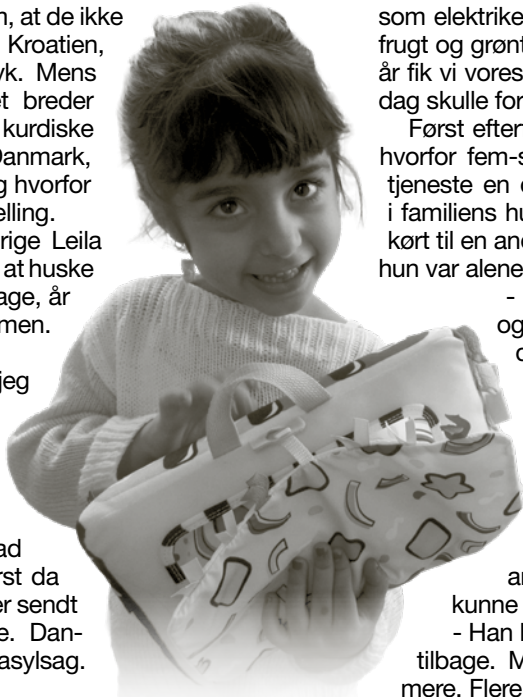 n, at de ikke
Kroatien,
yk. Mens
et breder
kurdiske
Danmark,
g hvorfor
elling.
rige Leila
at huske
age, år
men.
jeg
ad
rst da
er sendt
e. Dan-
asylsag.
som elektrike
frugt og grønt
år fik vi vores
dag skulle for
Først efter
hvorfor fem-s
tjeneste en
i familiens hu
kørt til en and
hun var alene
-
og
kunne
- Han
tilbage. M
mere. Flere